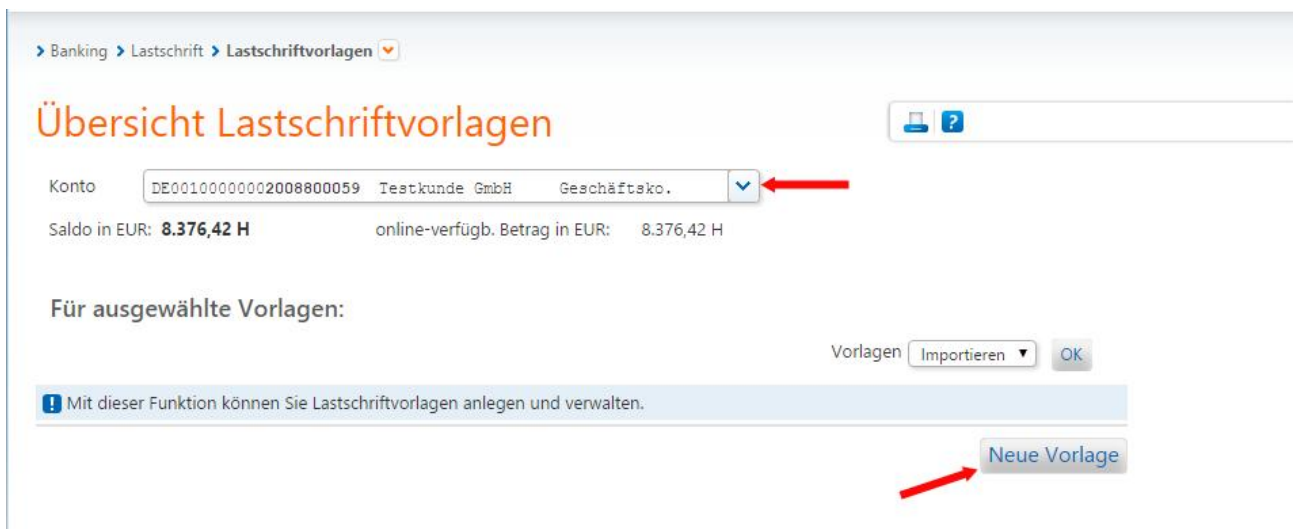 Banking Lastschrift Lastschriftvorlagen
Übersicht Lastschriftvorlagen
?
Konto DE00100000002008800059 Testkunde GmbH Geschäftsko.
Saldo in EUR: 8.376,42 H online-verfügb. Betrag in EUR: 8.376,42 H
Für ausgewählte Vorlagen:
Vorlagen Importieren OK
! Mit dieser Funktion können Sie Lastschriftvorlagen anlegen und verwalten.
Neue Vorlage